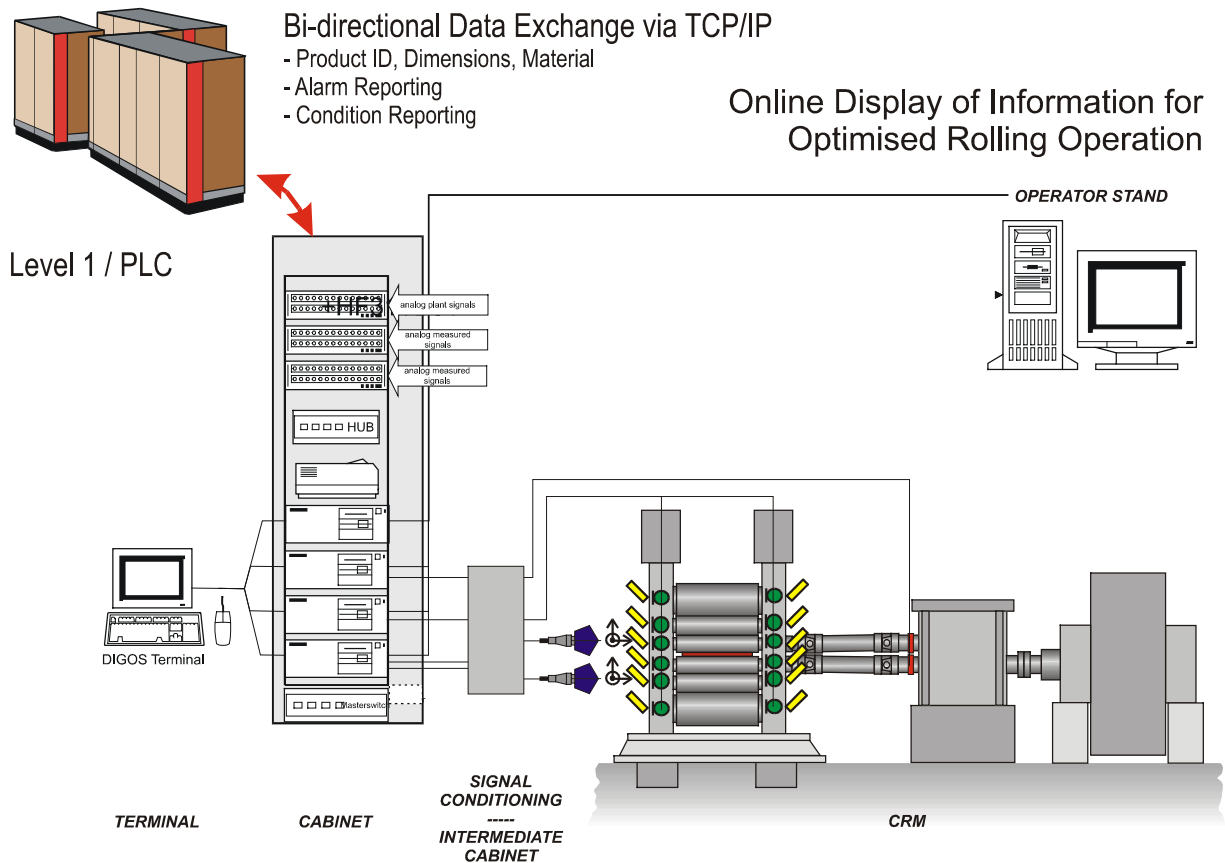 Bi-directional Data Exchange via TCP/IP
- Product ID, Dimensions, Material
- Alarm Reporting
- Condition Reporting
Online Display of Information for
Optimised Rolling Operation
OPERATOR STAND
Level 1 / PLC
+HF3
analog plant signals
analog measured
signals
analog measured
signals
HUB
DIGOS Terminal
Masterswitc
SIGNAL
CONDITIONING
-----
INTERMEDIATE
CABINET
TERMINAL
CABINET
CRM